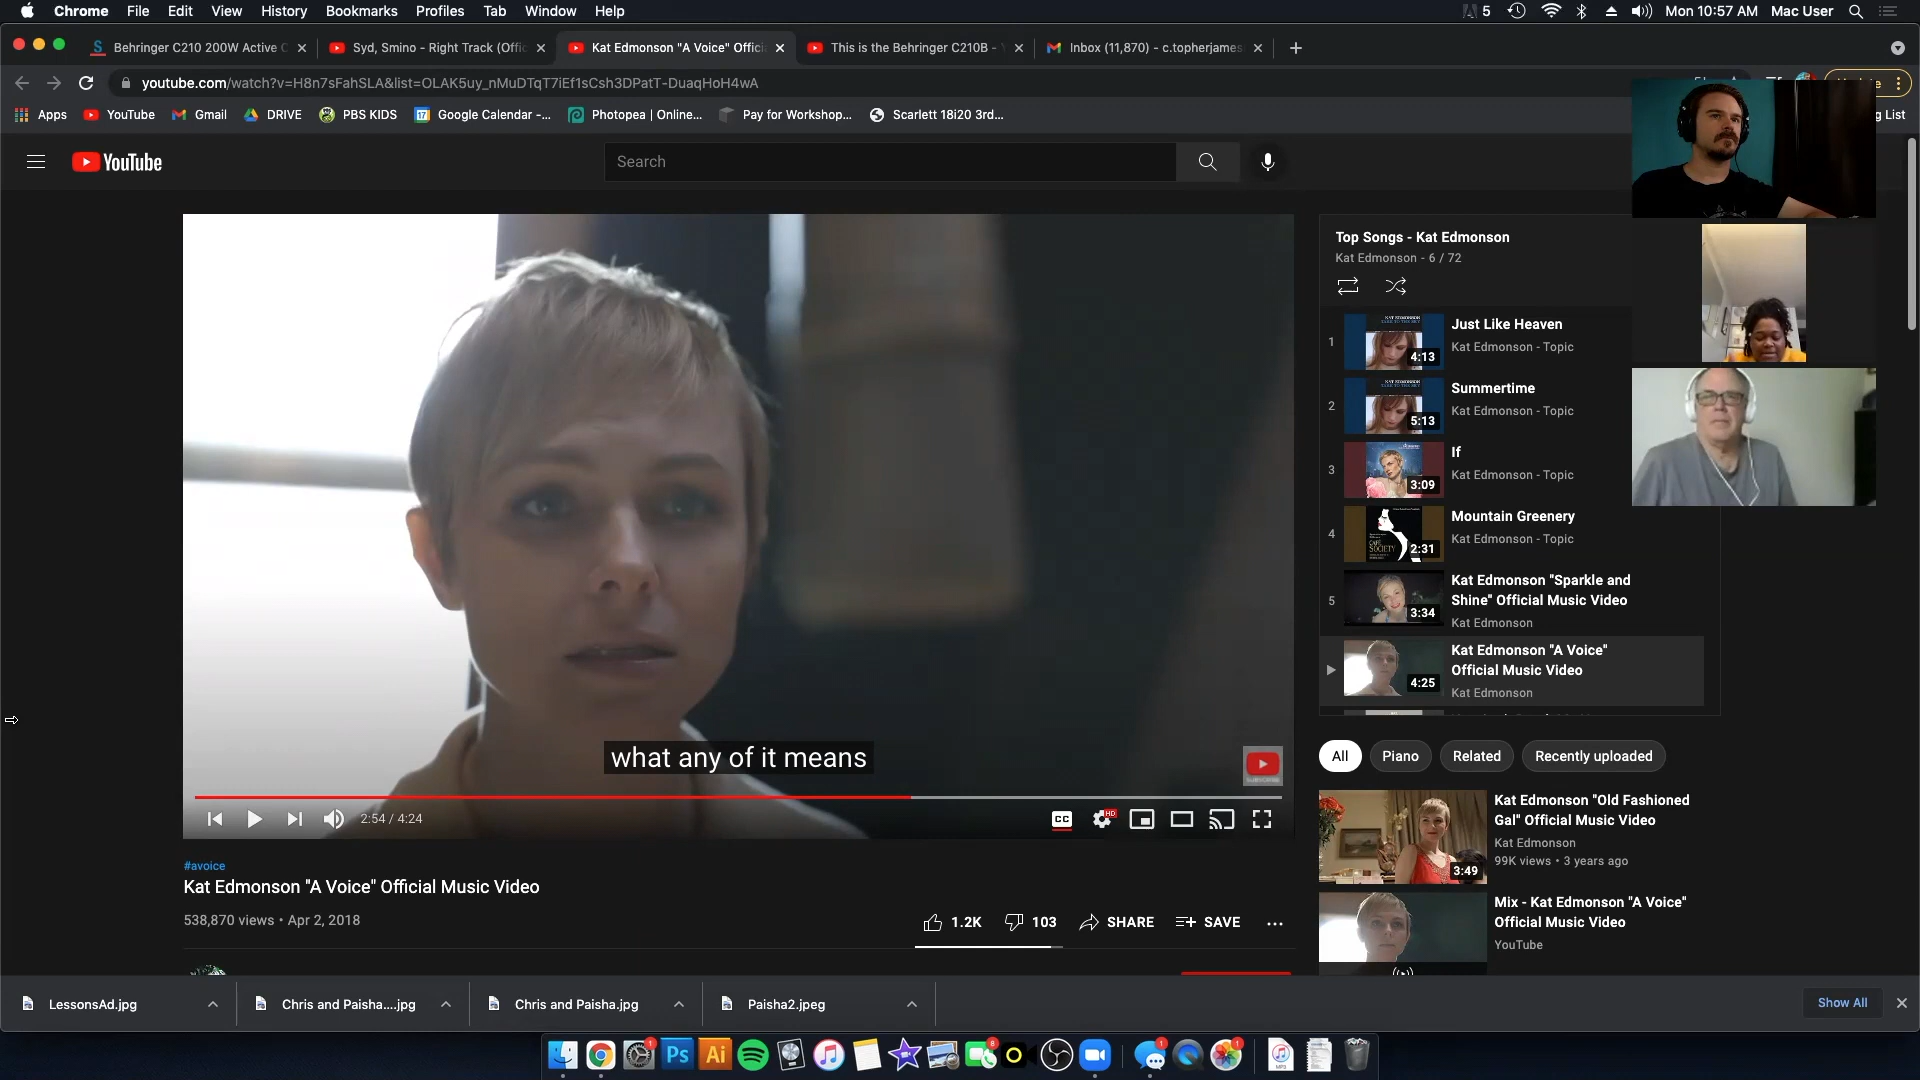 Chrome File Edit View History Bookmarks Profiles Tab Window Help 5 Mon 10:57 AM Mac User
Behringer C210 200W Active C Syd, Smino - Right Track (Offic Kat Edmonson "A Voice" Offici This is the Behringer C210B - Inbox (11,870) - c.topherjames
youtube.com/watch?v=H8n7sFahSLA&list=OLAK5uy_nMuDTqT7iEf1sCsh3DPatT-DuaqHoH4wA
Apps YouTube Gmail DRIVE PBS KIDS Google Calendar -... Photopea | Online... Pay for Workshop... Scarlett 18i20 3rd... g List
YouTube Search
Top Songs - Kat Edmonson
Kat Edmonson - 6 / 72
1 4:13 Just Like Heaven
Kat Edmonson - Topic
2 5:13 Summertime
Kat Edmonson - Topic
3 3:09 If
Kat Edmonson - Topic
4 2:31 Mountain Greenery
Kat Edmonson - Topic
5 3:34 Kat Edmonson "Sparkle and
Shine" Official Music Video
Kat Edmonson
4:25 Kat Edmonson "A Voice"
Official Music Video
Kat Edmonson
what any of it means
2:54 / 4:24 CC HD
#avoice
Kat Edmonson "A Voice" Official Music Video
538,870 views • Apr 2, 2018
1.2K 103 SHARE SAVE
All Piano Related Recently uploaded
3:49 Kat Edmonson "Old Fashioned
Gal" Official Music Video
Kat Edmonson
99K views • 3 years ago
Mix - Kat Edmonson "A Voice"
Official Music Video
YouTube
LessonsAd.jpg Chris and Paisha....jpg Chris and Paisha.jpg Paisha2.jpeg Show All
1 Ps Ai 8 1 1